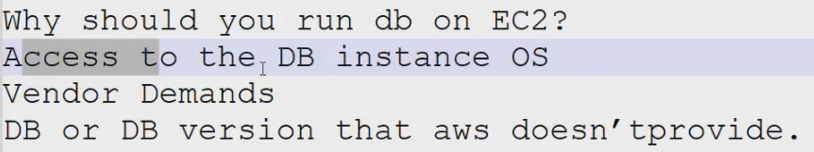 Why should you run db on EC2?
Access to the DB instance OS
Vendor Demands
DB or DB version that aws doesn'tprovide.